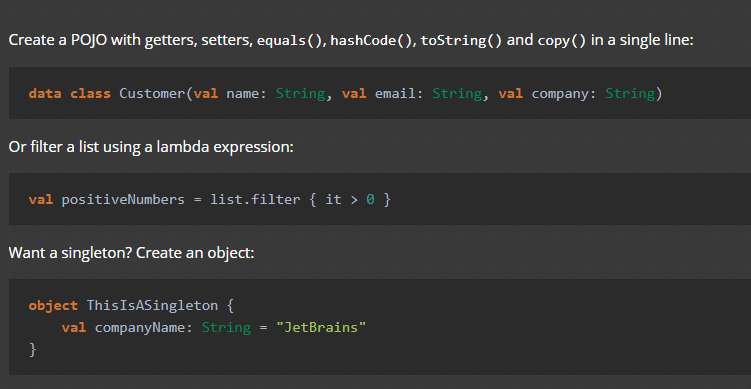 Create a POJO with getters, setters, equals(), hashCode(), toString() and copy() in a single line:
data class Customer(val name: String, val email: String, val company: String)
Or filter a list using a lambda expression:
val positiveNumbers = list.filter { it > 0 }
Want a singleton? Create an object:
object ThisIsASingleton {
    val companyName: String = "JetBrains"
}